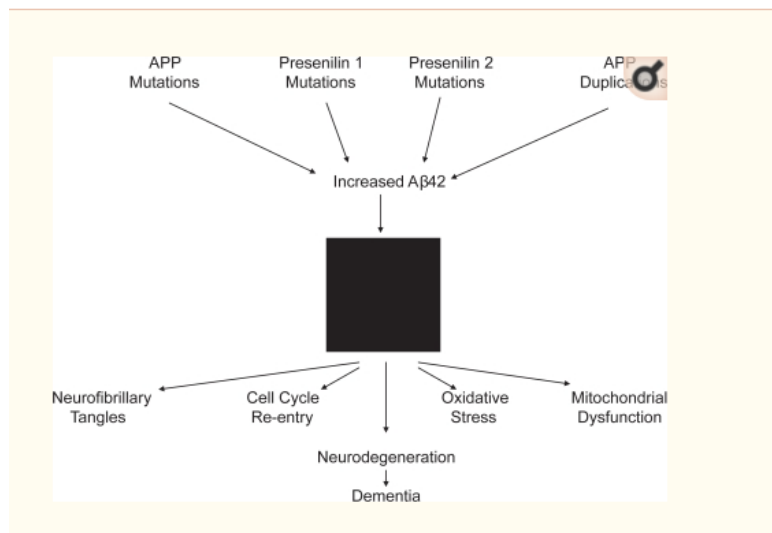 APP
Mutations
Presenilin 1
Mutations
Presenilin 2
Mutations
APP
Increased Aβ42
Neurofibrillary
Tangles
Cell Cycle
Re-entry
Oxidative
Stress
Mitochondrial
Dysfunction
Neurodegeneration
Dementia